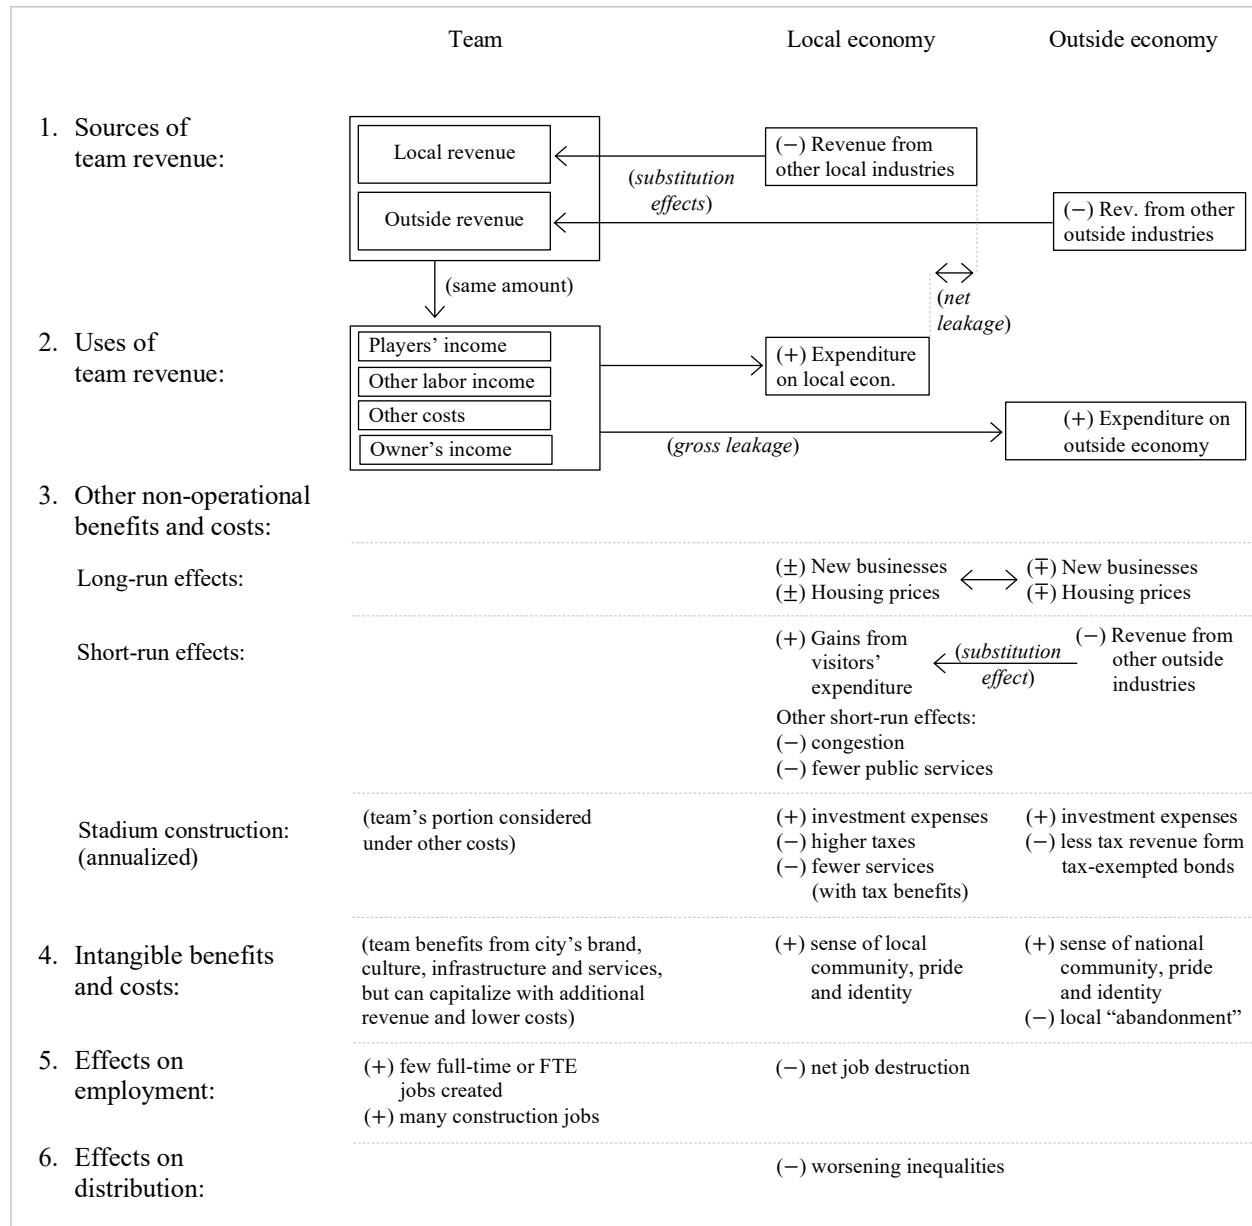 Team
Local economy
Outside economy
1. Sources of
team revenue:
Local revenue
Outside revenue
(substitution
effects)
(−) Revenue from
other local industries
(−) Rev. from other
outside industries
(same amount)
(net
leakage)
2. Uses of
team revenue:
Players’ income
Other labor income
Other costs
Owner’s income
(+) Expenditure
on local econ.
(gross leakage)
(+) Expenditure on
outside economy
3. Other non-operational
benefits and costs:
Long-run effects:
(±) New businesses
(±) Housing prices
(∓) New businesses
(∓) Housing prices
Short-run effects:
(+) Gains from
visitors’
expenditure
(substitution
effect)
(−) Revenue from
other outside
industries
Other short-run effects:
(−) congestion
(−) fewer public services
Stadium construction:
(annualized)
(team’s portion considered
under other costs)
(+) investment expenses
(−) higher taxes
(−) fewer services
(with tax benefits)
(+) investment expenses
(−) less tax revenue form
tax-exempted bonds
4. Intangible benefits
and costs:
(team benefits from city’s brand,
culture, infrastructure and services,
but can capitalize with additional
revenue and lower costs)
(+) sense of local
community, pride
and identity
(+) sense of national
community, pride
and identity
(−) local “abandonment”
5. Effects on
employment:
(+) few full-time or FTE
jobs created
(+) many construction jobs
(−) net job destruction
6. Effects on
distribution:
(−) worsening inequalities